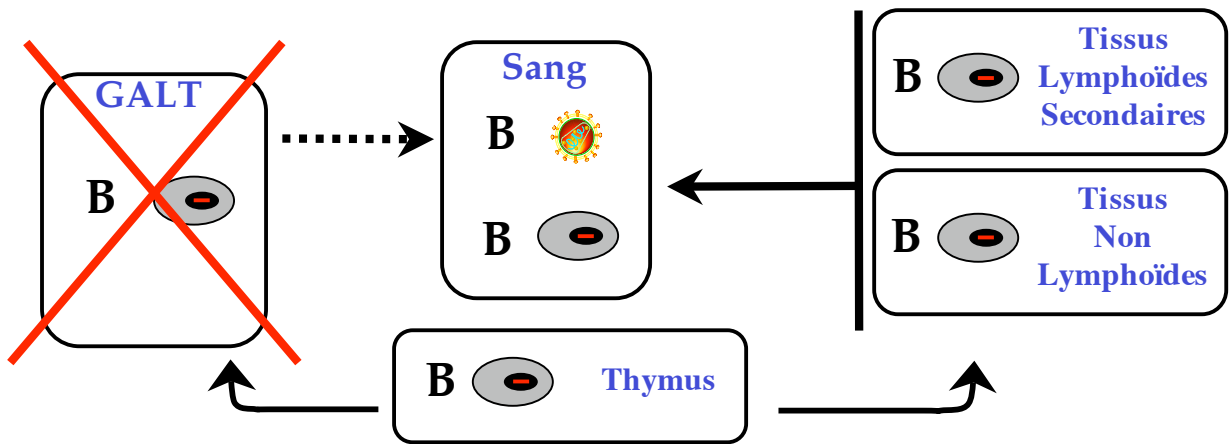 GALT
B
Sang
B
B
B
Tissus
Lymphoïdes
Secondaires
B
Tissus
Non
Lymphoïdes
B
Thymus